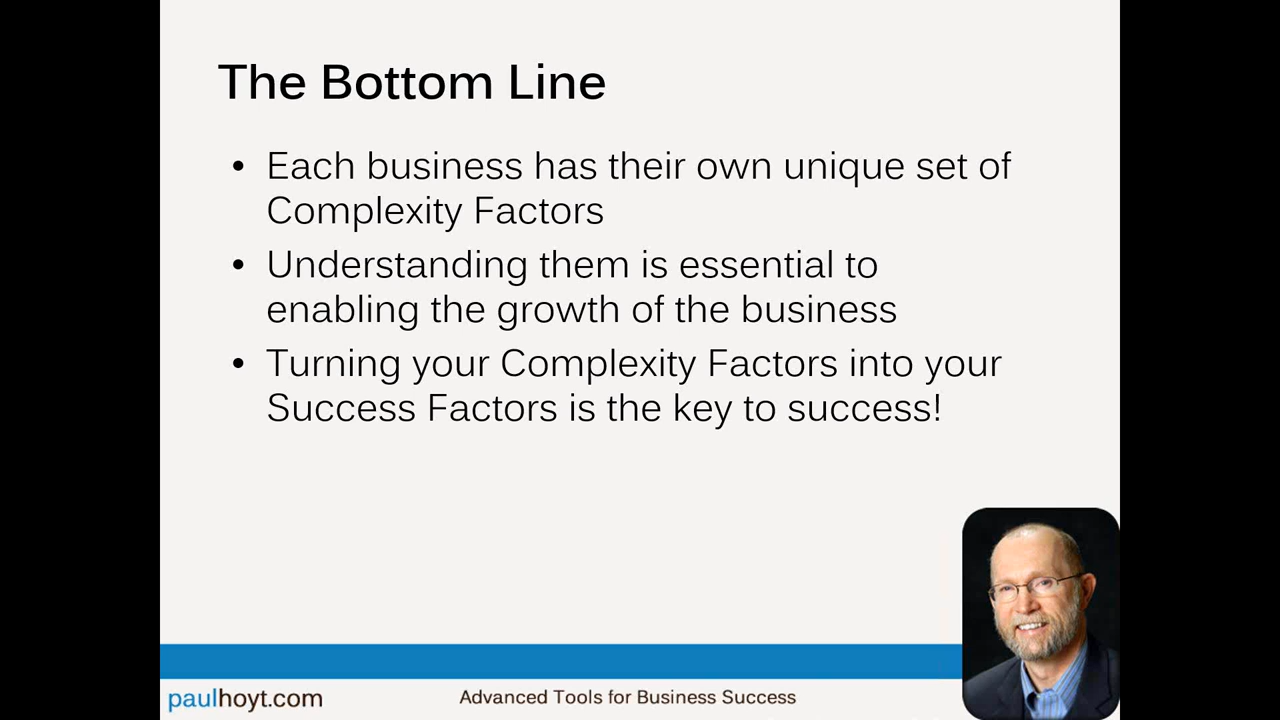 The Bottom Line
• Each business has their own unique set of
Complexity Factors
• Understanding them is essential to
enabling the growth of the business
• Turning your Complexity Factors into your
Success Factors is the key to success!
paulhoyt.com
Advanced Tools for Business Success